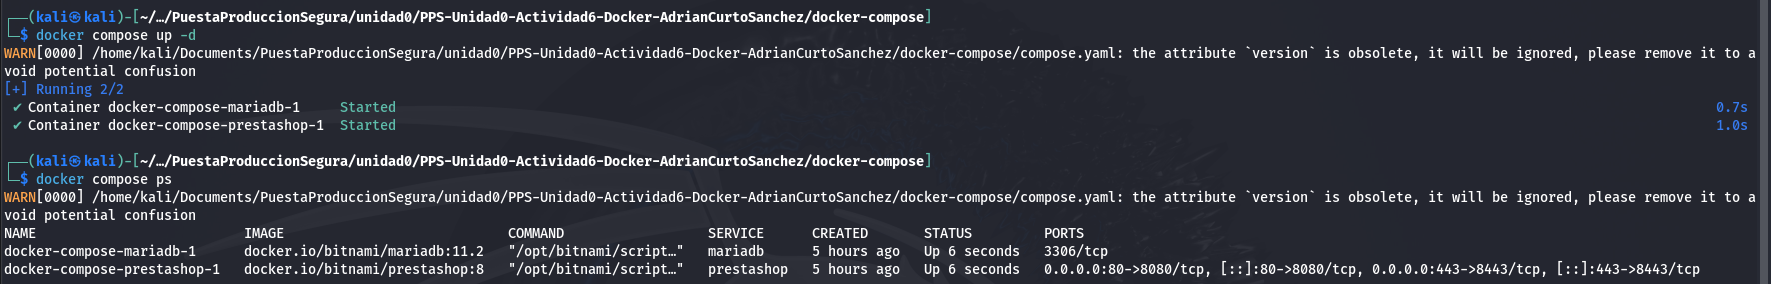 ┌──(kali㉿kali)-[~/…/PuestaProduccionSegura/unidad0/PPS-Unidad0-Actividad6-Docker-AdrianCurtoSanchez/docker-compose]
└─$ docker compose up -d
WARN[0000] /home/kali/Documents/PuestaProduccionSegura/unidad0/PPS-Unidad0-Actividad6-Docker-AdrianCurtoSanchez/docker-compose/compose.yaml: the attribute `version` is obsolete, it will be ignored, please remove it to a
void potential confusion
[+] Running 2/2
✔ Container docker-compose-mariadb-1 Started 0.7s
✔ Container docker-compose-prestashop-1 Started 1.0s
┌──(kali㉿kali)-[~/…/PuestaProduccionSegura/unidad0/PPS-Unidad0-Actividad6-Docker-AdrianCurtoSanchez/docker-compose]
└─$ docker compose ps
WARN[0000] /home/kali/Documents/PuestaProduccionSegura/unidad0/PPS-Unidad0-Actividad6-Docker-AdrianCurtoSanchez/docker-compose/compose.yaml: the attribute `version` is obsolete, it will be ignored, please remove it to a
void potential confusion
NAME IMAGE COMMAND SERVICE CREATED STATUS PORTS
docker-compose-mariadb-1 docker.io/bitnami/mariadb:11.2 "/opt/bitnami/script…" mariadb 5 hours ago Up 6 seconds 3306/tcp
docker-compose-prestashop-1 docker.io/bitnami/prestashop:8 "/opt/bitnami/script…" prestashop 5 hours ago Up 6 seconds 0.0.0.0:80->8080/tcp, [::]:80->8080/tcp, 0.0.0.0:443->8443/tcp, [::]:443->8443/tcp